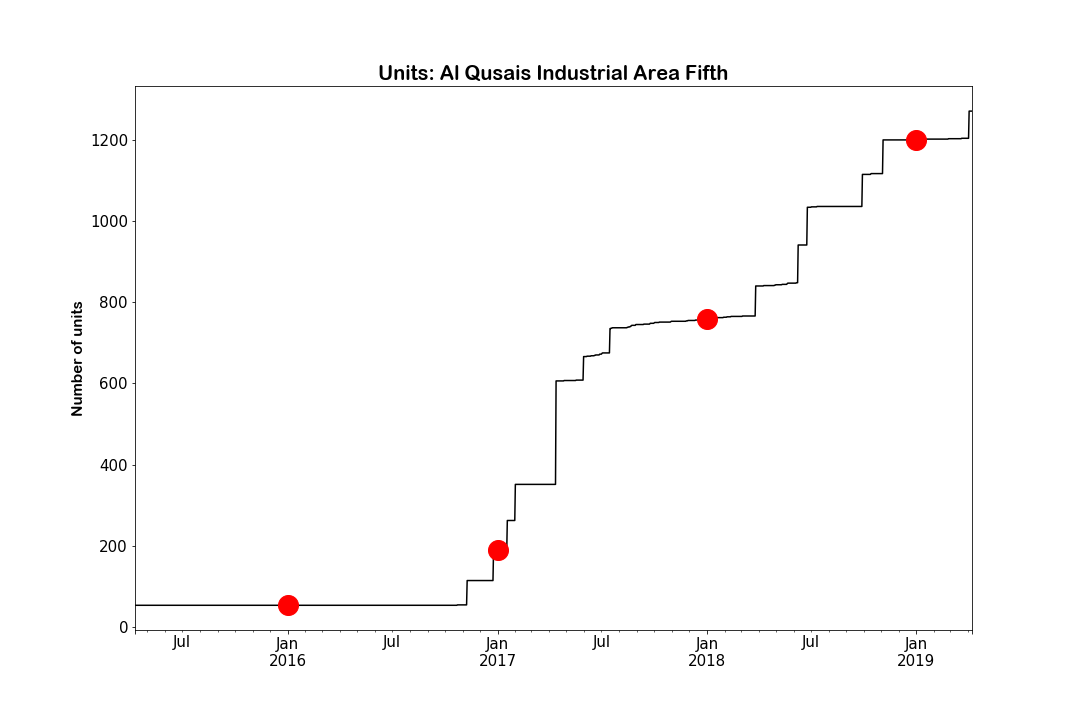 Units: Al Qusais Industrial Area Fifth
Number of units
1200
1000
800
600
400
200
0
Jul Jan Jul Jan Jul Jan Jul Jan
2016 2017 2018 2019